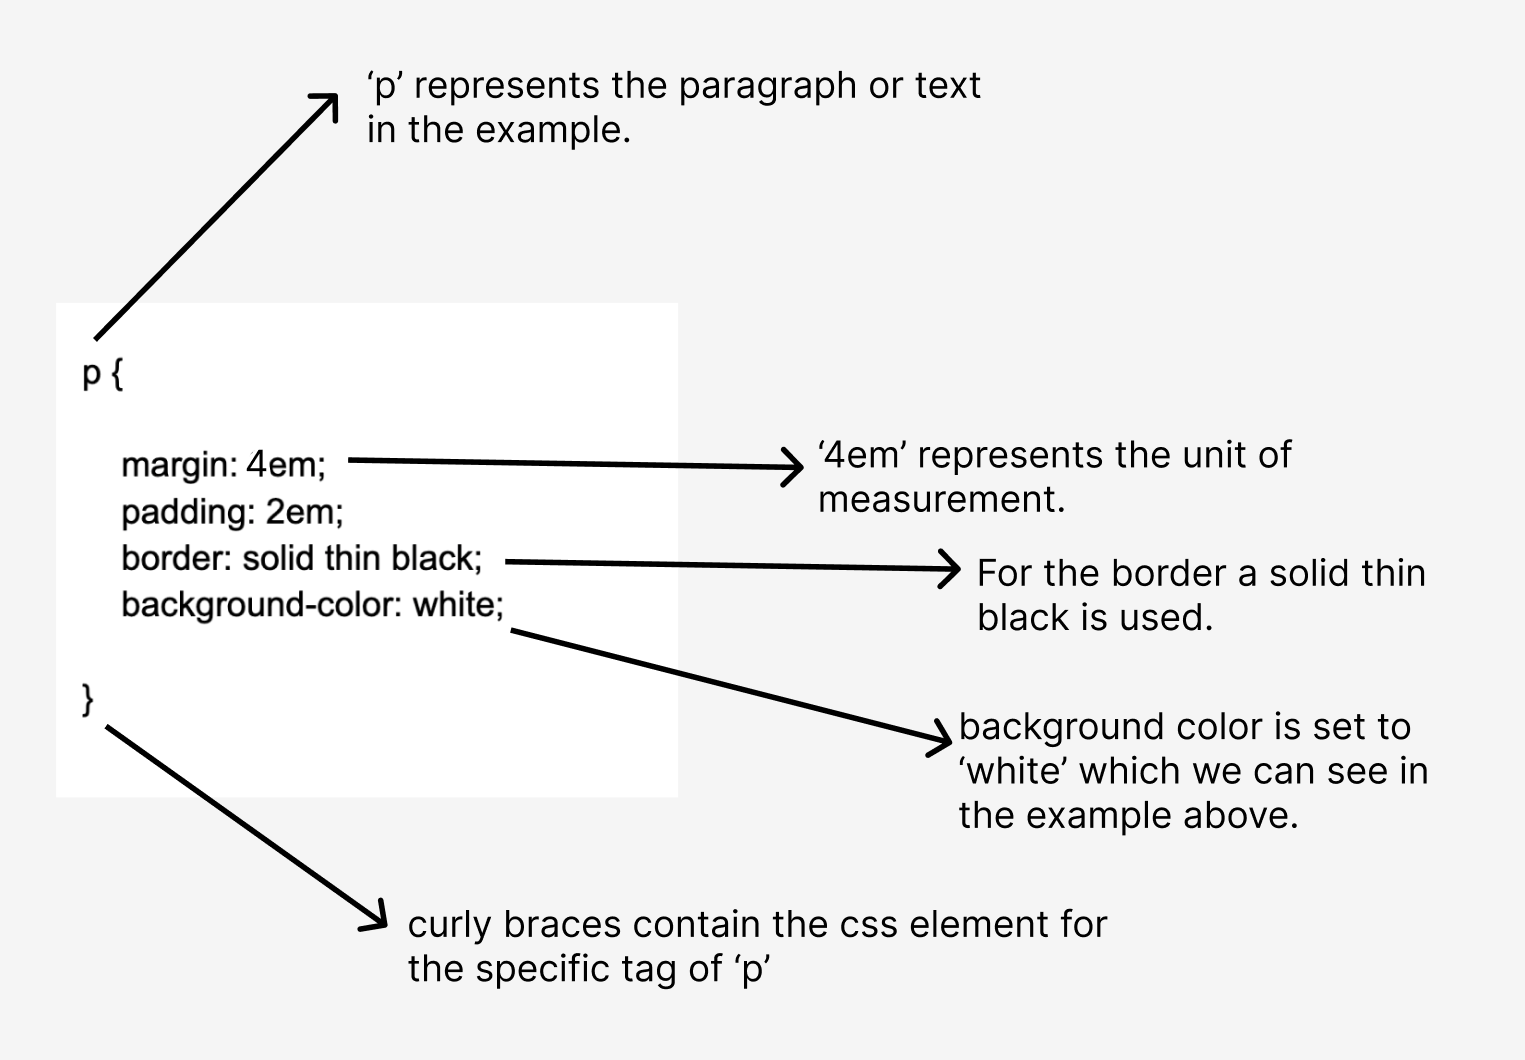 ‘p’ represents the paragraph or text
in the example.
p {
margin: 4em;
padding: 2em;
border: solid thin black;
background-color: white;
}
‘4em’ represents the unit of
measurement.
For the border a solid thin
black is used.
background color is set to
‘white’ which we can see in
the example above.
curly braces contain the css element for
the specific tag of ‘p’